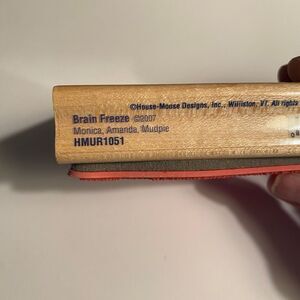 ©House-Mouse Designs, Inc., Williston, VT. All rights
Brain Freeze ©2007
Monica, Amanda, Mudpie
HMUR1051